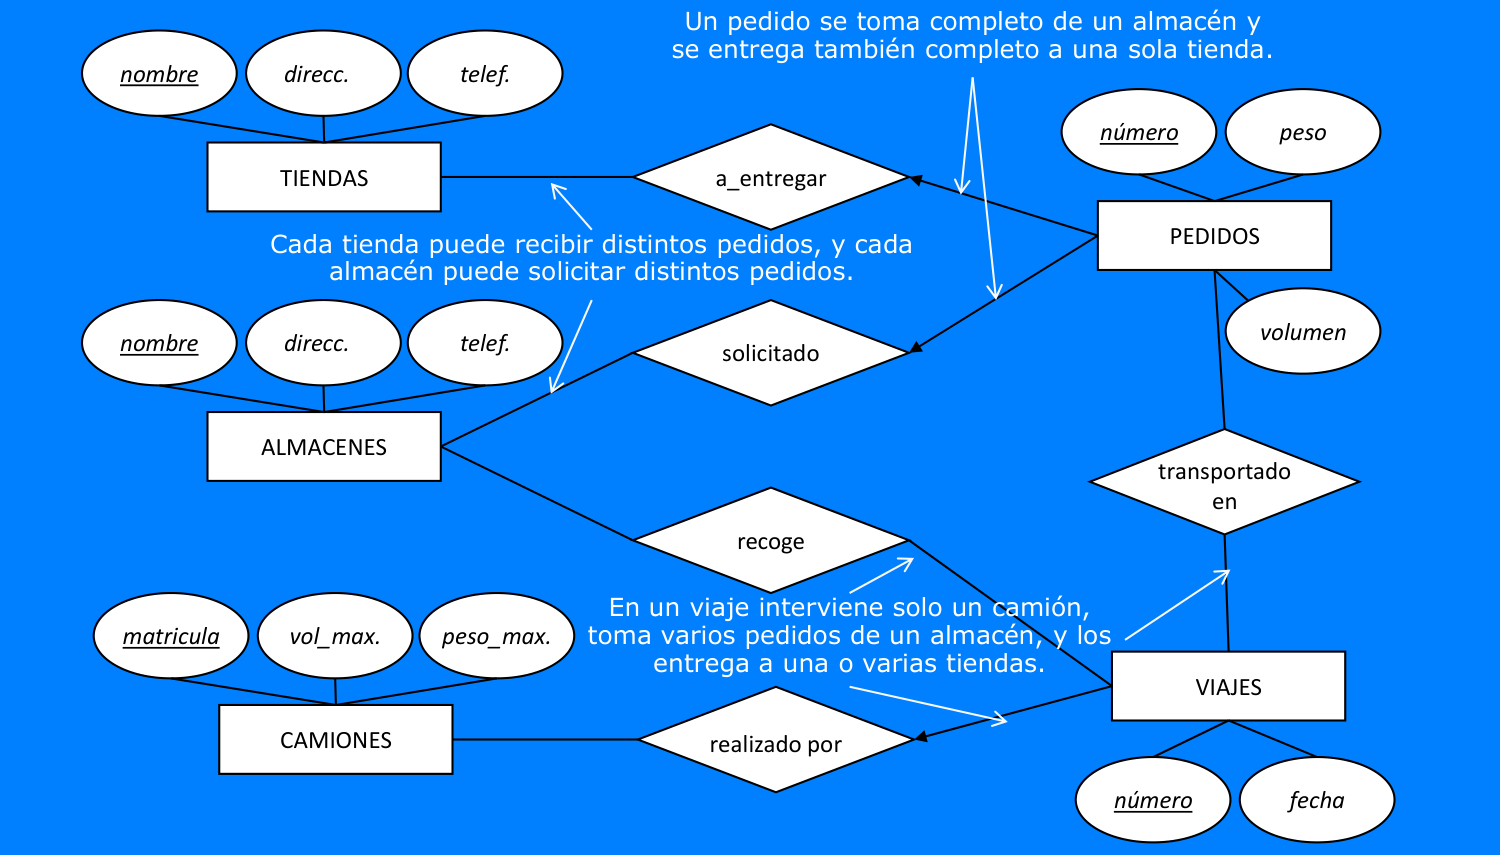 Un pedido se toma completo de un almacén y
se entrega también completo a una sola tienda.
nombre
direcc.
telef.
número
peso
TIENDAS
a_entregar
PEDIDOS
Cada tienda puede recibir distintos pedidos, y cada
almacén puede solicitar distintos pedidos.
volumen
nombre
direcc.
telef.
solicitado
ALMACENES
transportado
en
recoge
En un viaje interviene solo un camión,
toma varios pedidos de un almacén, y los
entrega a una o varias tiendas.
matricula
vol_max.
peso_max.
VIAJES
CAMIONES
realizado por
número
fecha